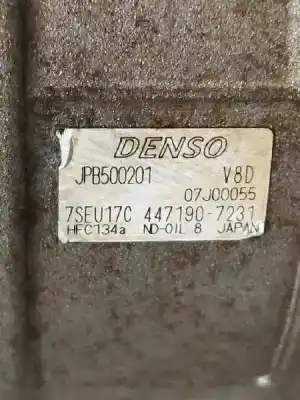 DENSO
JPB500201 V8D
07J00055
7SEU17C 447190-7231
HFC134a ND-OIL 8 JAPAN